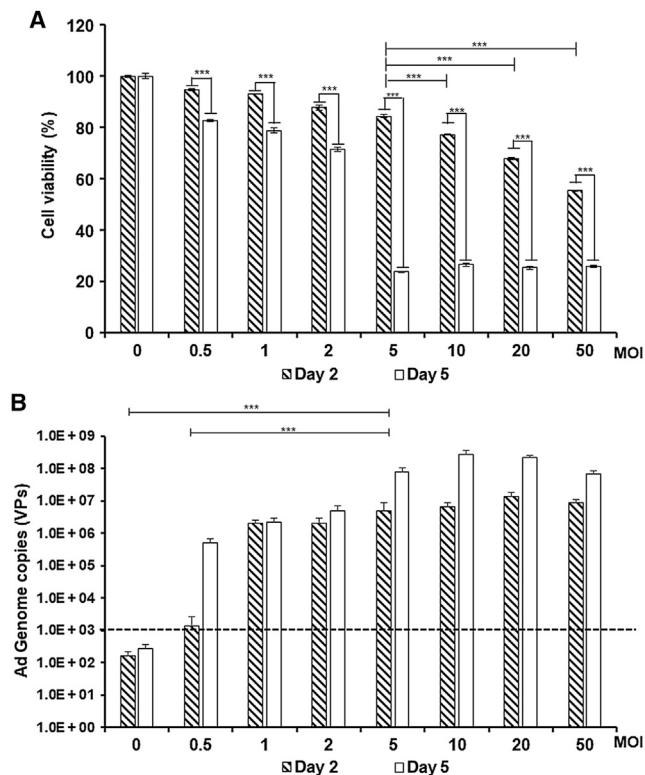 A
*** *** ***
120
100
80
60
40
20
0
Cell viability (%)
*** *** *** *** *** *** ***
0 0.5 1 2 5 10 20 50 MOI
Day 2 Day 5
B
***
***
1.0E + 09
1.0E + 08
1.0E + 07
1.0E + 06
1.0E + 05
1.0E + 04
1.0E + 03
1.0E + 02
1.0E + 01
1.0E + 00
Ad Genome copies (VPs)
0 0.5 1 2 5 10 20 50 MOI
Day 2 Day 5